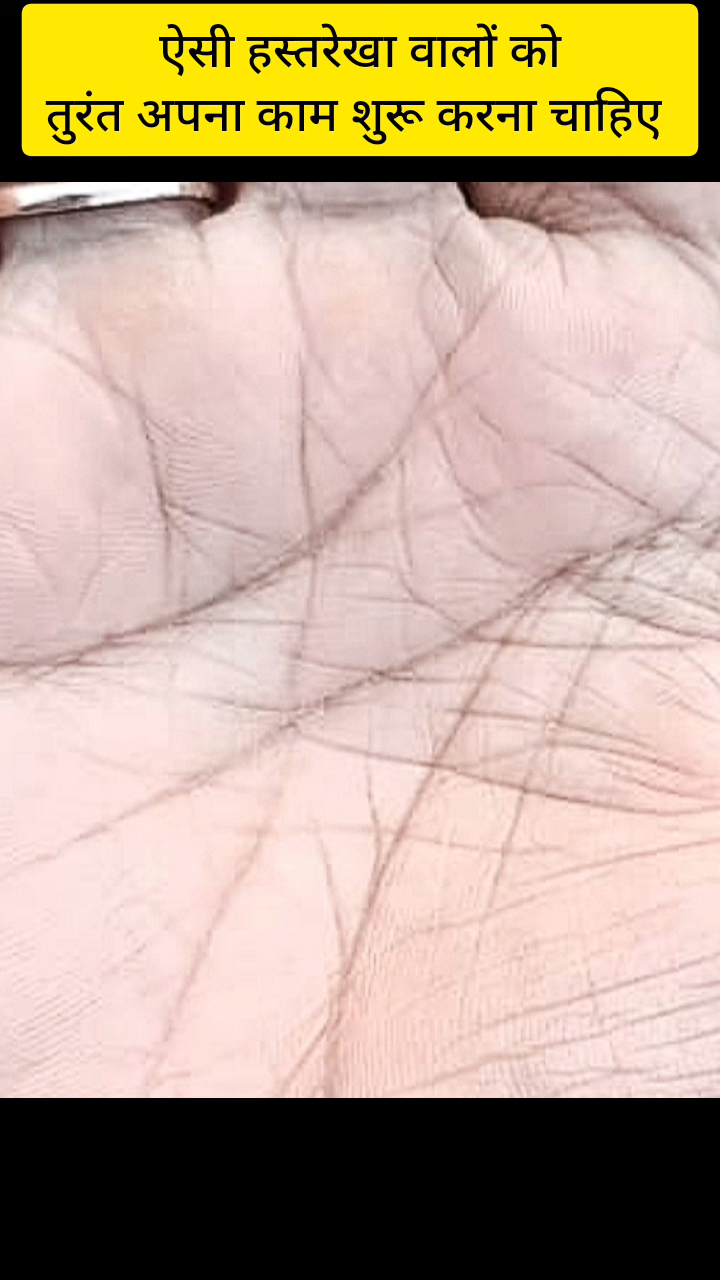 ऐसी हस्तरेखा वालों को
तुरंत अपना काम शुरू करना चाहिए